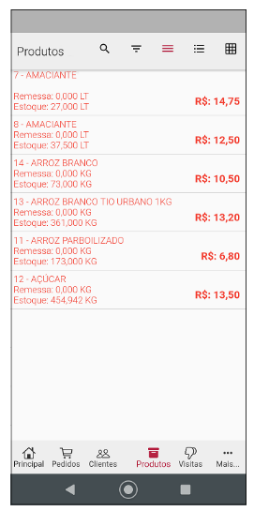 Produtos
7 - AMACIANTE
Remessa: 0,000 LT
Estoque: 27,000 LT
R$: 14,75
8 - AMACIANTE
Remessa: 0,000 LT
Estoque: 37,500 LT
R$: 12,50
14 - ARROZ BRANCO
Remessa: 0,000 KG
Estoque: 73,000 KG
R$: 10,50
13 - ARROZ BRANCO TIO URBANO 1KG
Remessa: 0,000 KG
Estoque: 361,000 KG
R$: 13,20
11 - ARROZ PARBOILIZADO
Remessa: 0,000 KG
Estoque: 173,000 KG
R$: 6,80
12 - AÇÚCAR
Remessa: 0,000 KG
Estoque: 454,942 KG
R$: 13,50
Principal Pedidos Clientes Produtos Visitas Mais...